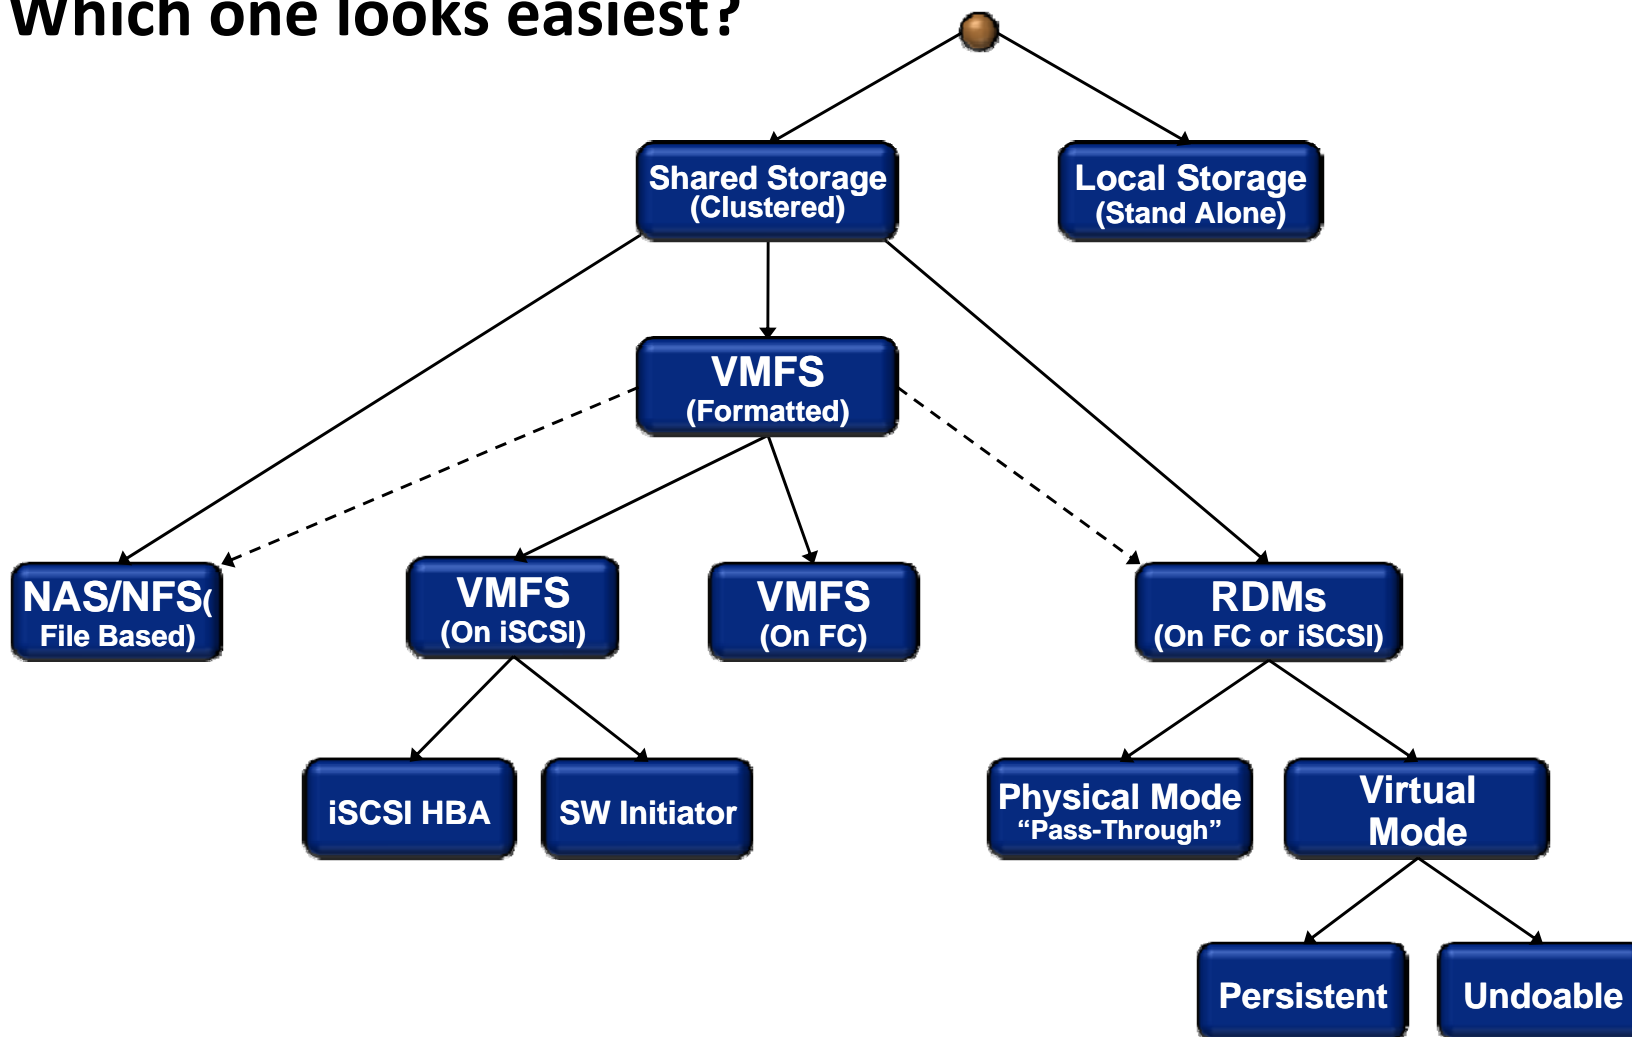 Which one looks easiest?
Shared Storage
(Clustered)
Local Storage
(Stand Alone)
VMFS
(Formatted)
NAS/NFS(
File Based)
VMFS
(On iSCSI)
VMFS
(On FC)
RDMs
(On FC or iSCSI)
iSCSI HBA
SW Initiator
Physical Mode
“Pass-Through”
Virtual
Mode
Persistent
Undoable